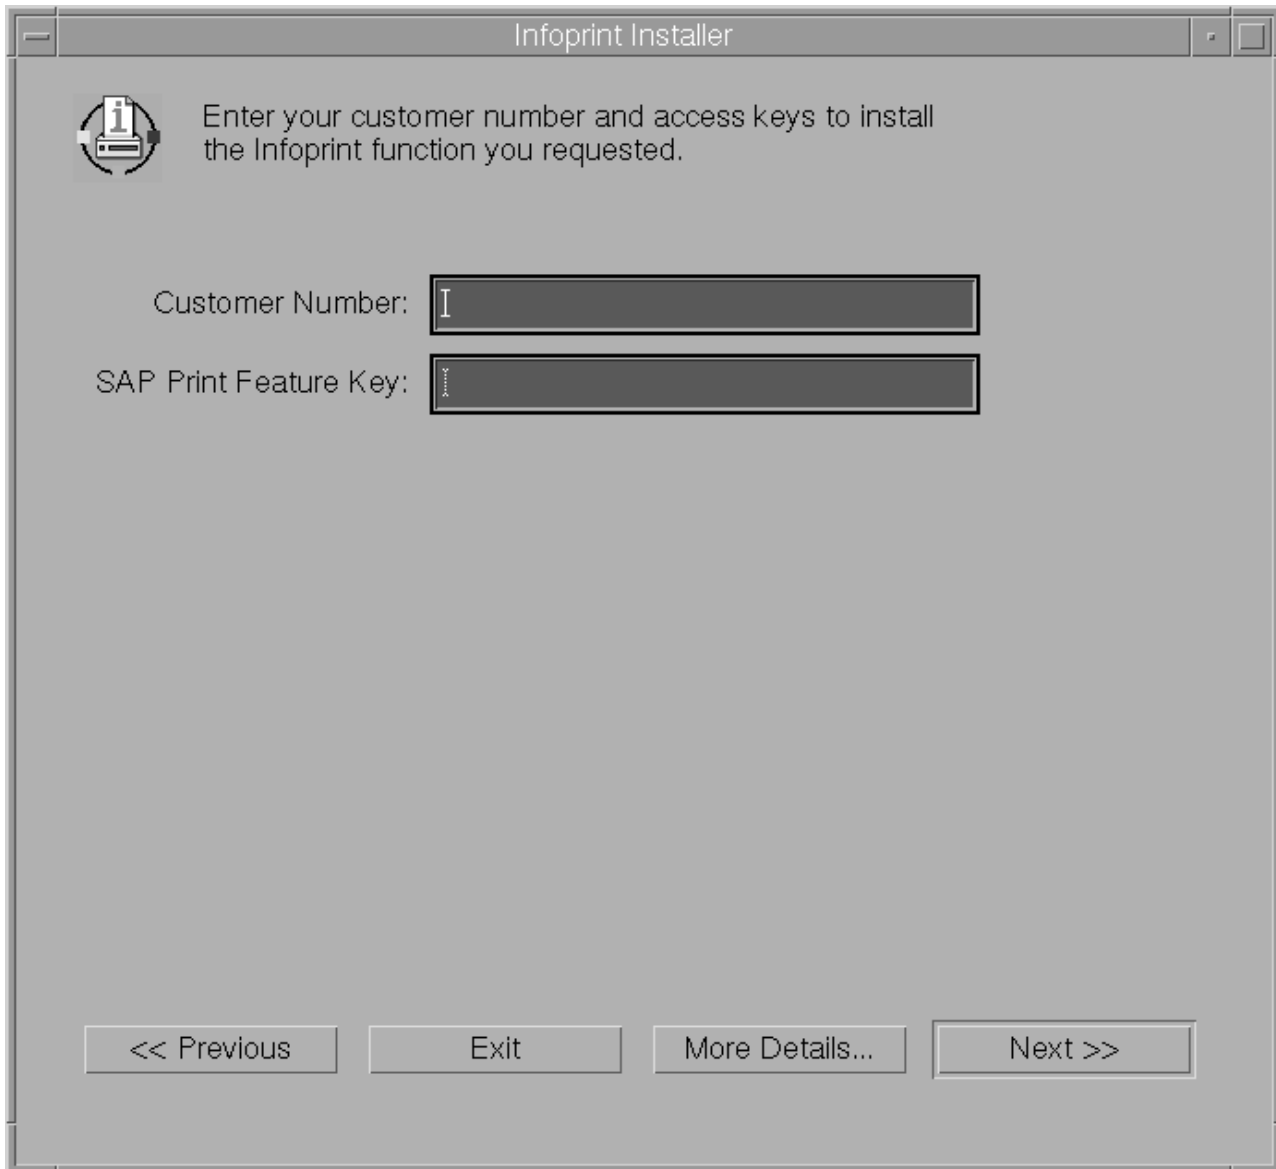 Infoprint Installer
Enter your customer number and access keys to install
the Infoprint function you requested.
Customer Number:
SAP Print Feature Key:
<< Previous
Exit
More Details...
Next >>